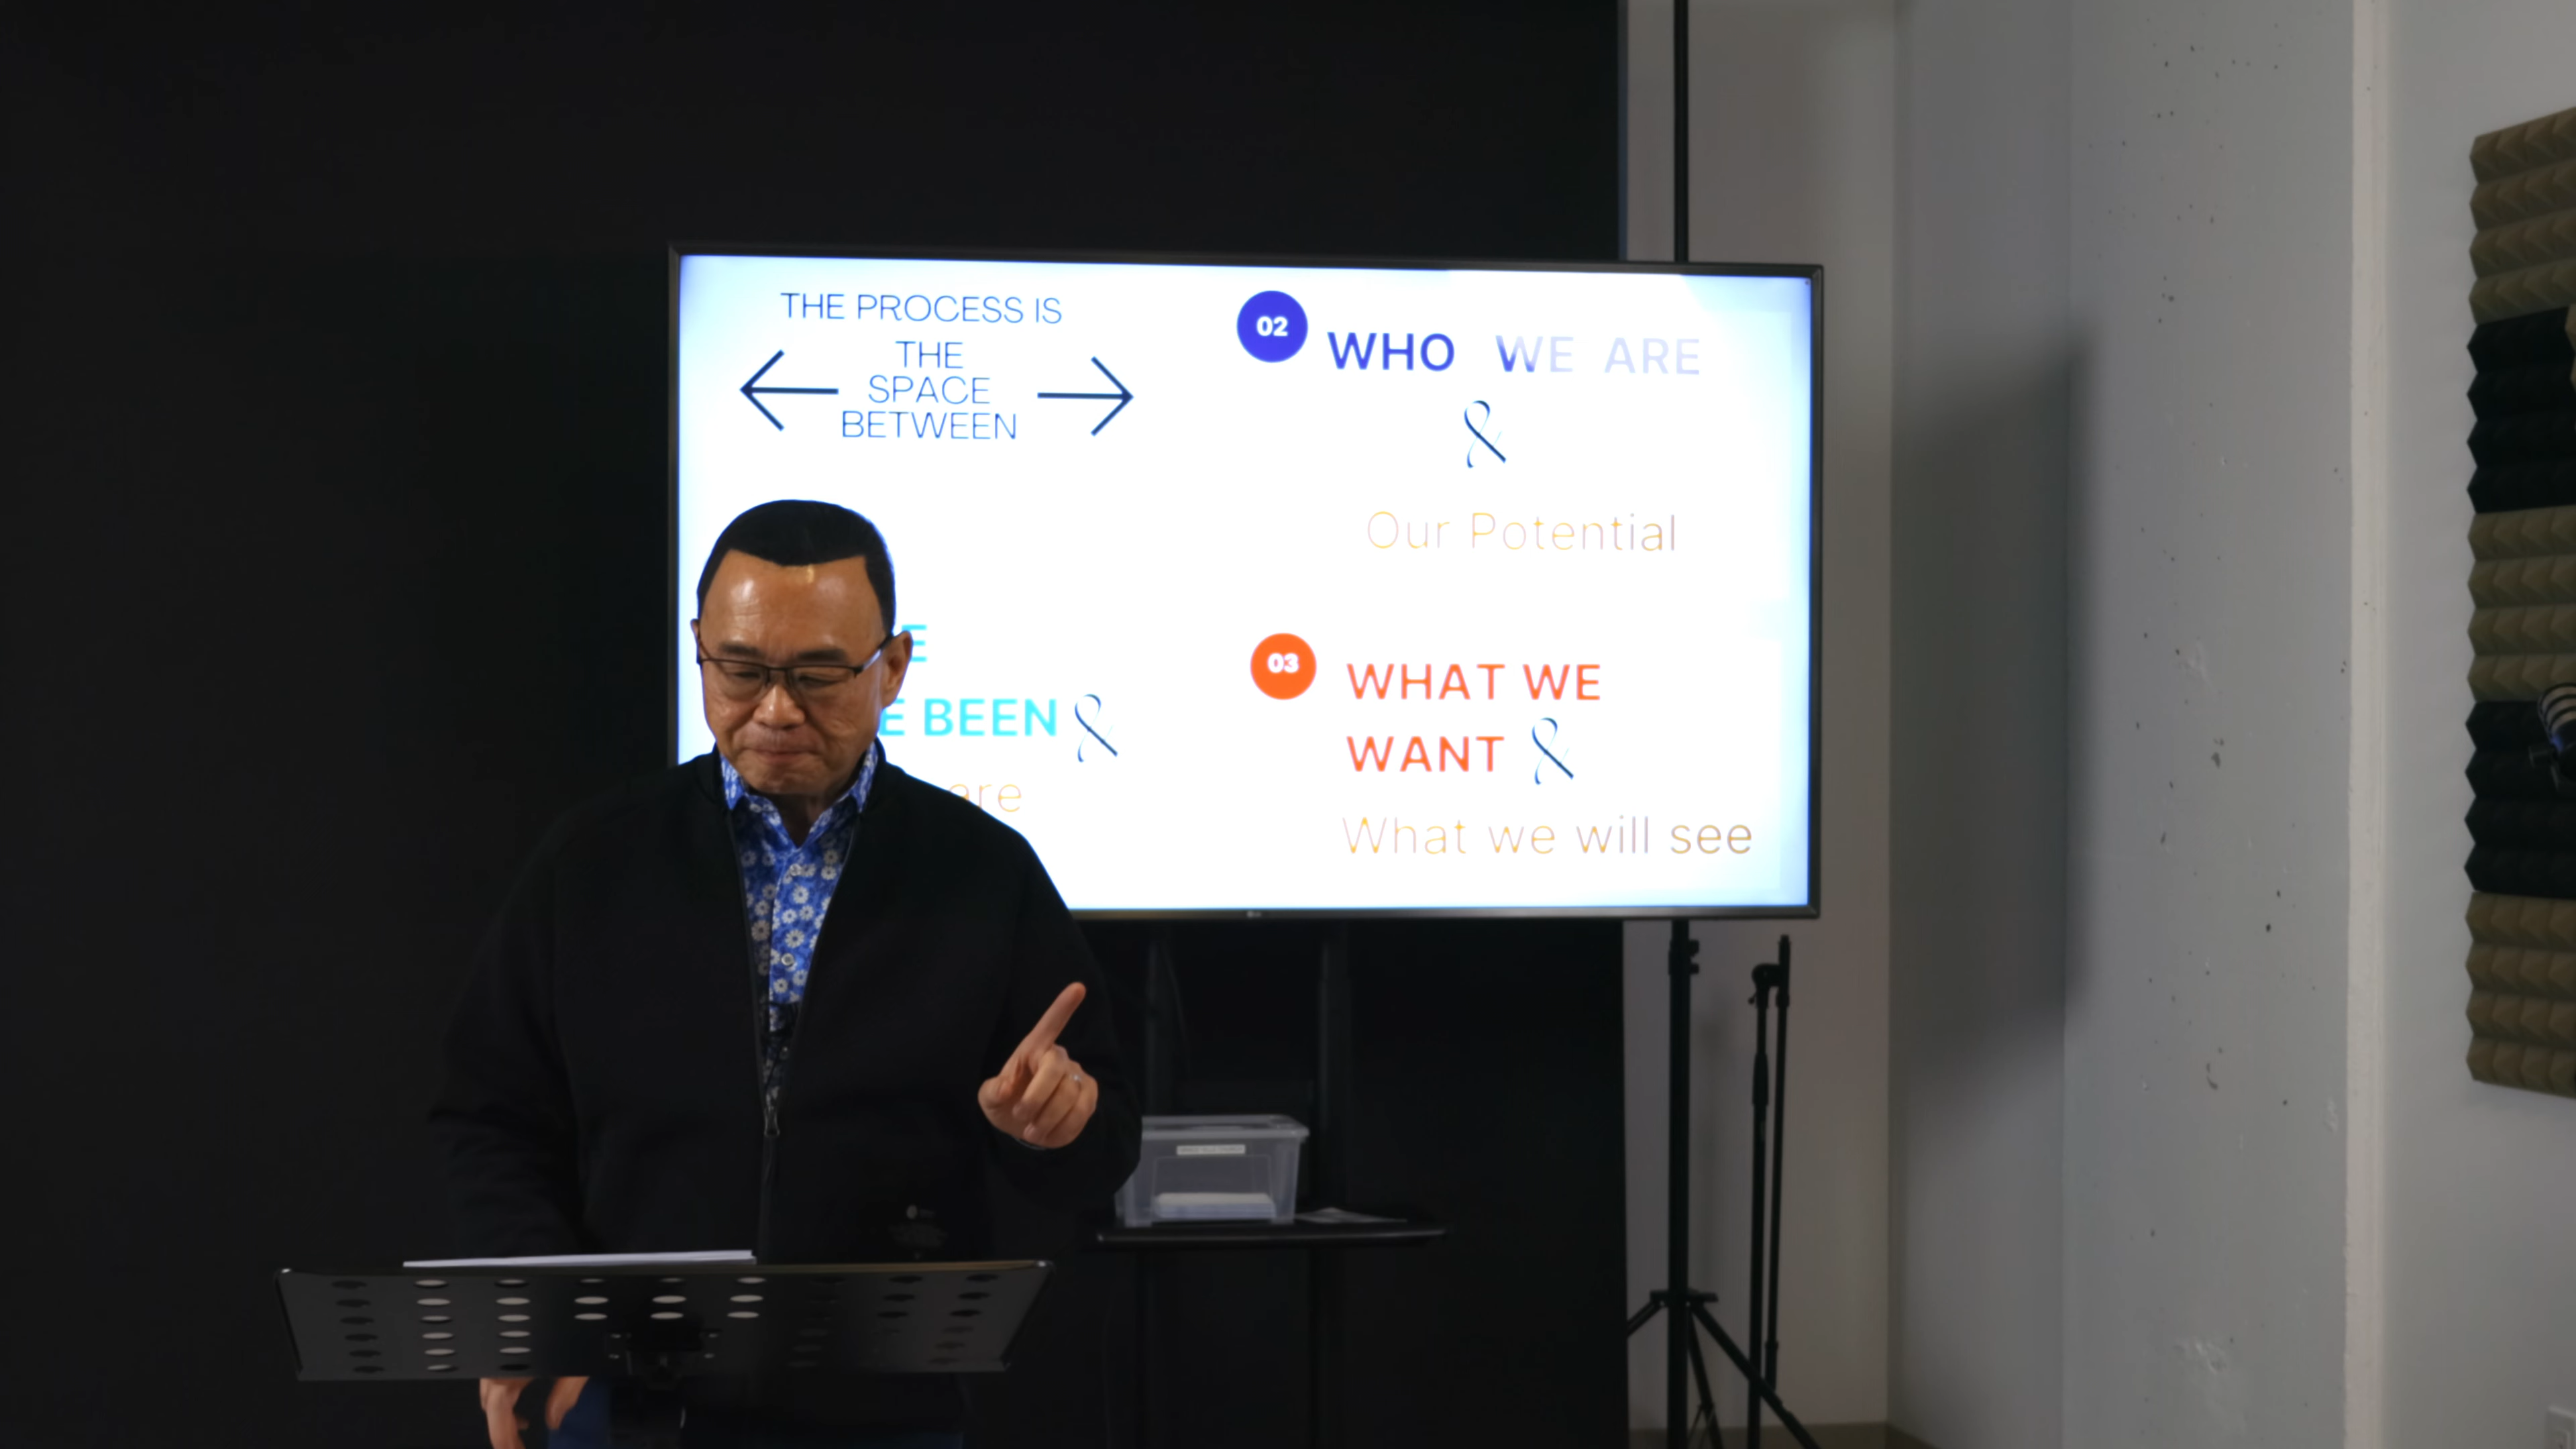 THE PROCESS IS
THE
SPACE
BETWEEN
02
WHO WE ARE
&
Our Potential
E
E BEEN &
are
03
WHAT WE
WANT &
What we will see